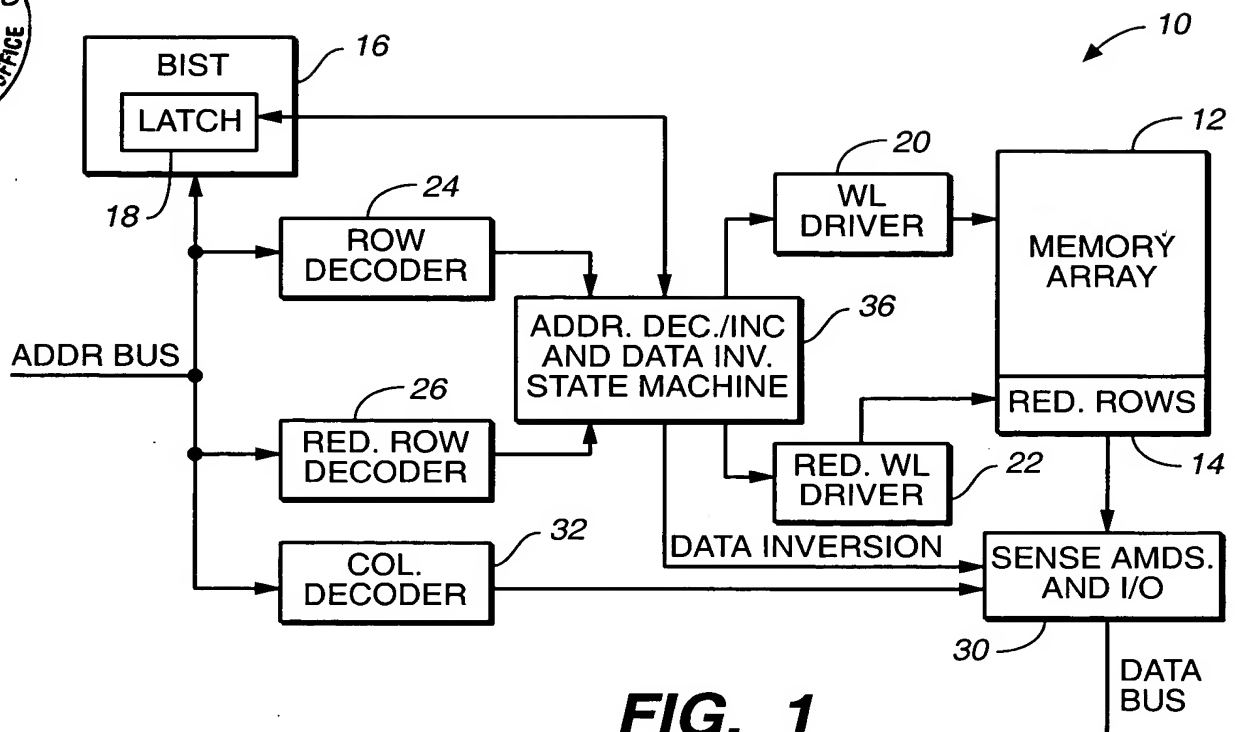 OFFICE
10
16
BIST
LATCH
18
12
20
WL
DRIVER
24
ROW
DECODER
MEMORY
ARRAY
36
ADDR. DEC./INC
AND DATA INV.
STATE MACHINE
ADDR BUS
26
RED. ROW
DECODER
RED. ROWS
14
RED. WL
DRIVER
22
32
COL.
DECODER
DATA INVERSION
SENSE AMDS.
AND I/O
30
DATA
BUS
FIG. 1